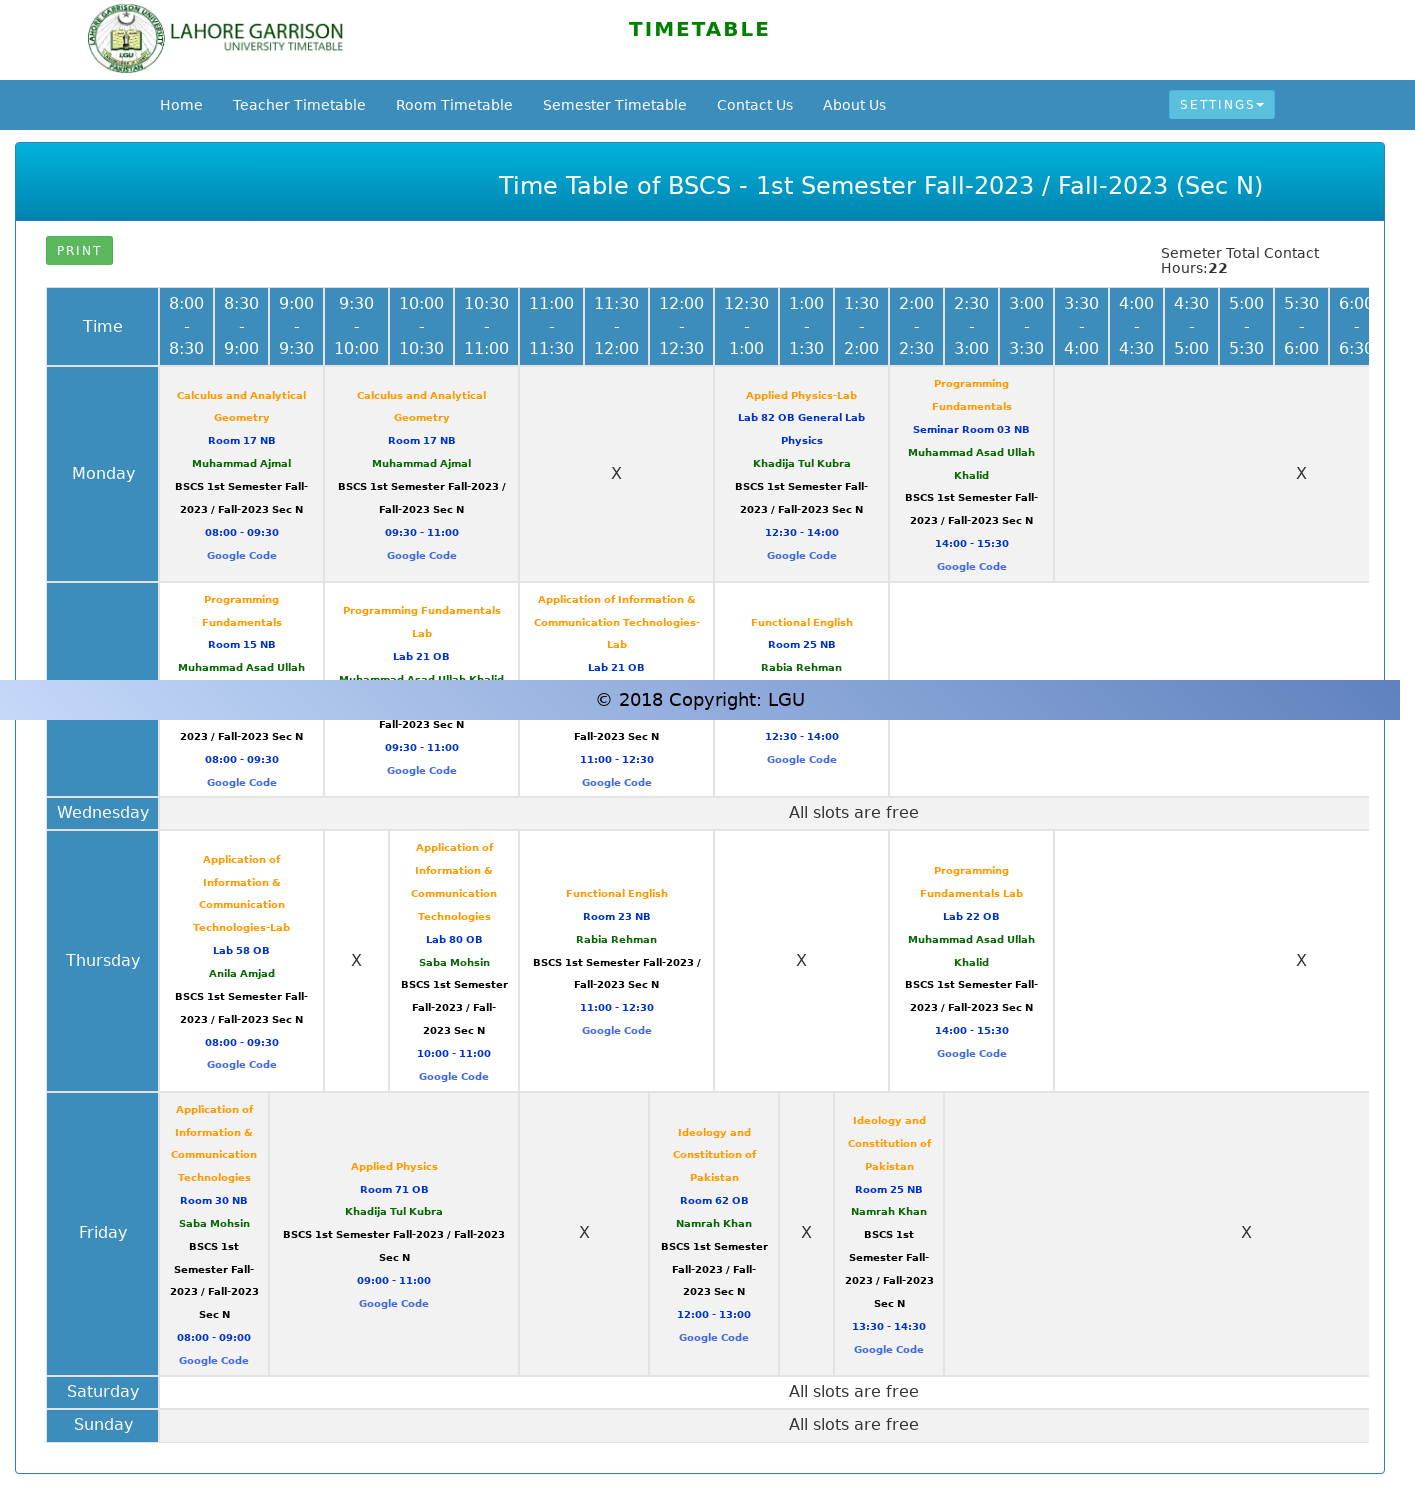 LAHORE GARRISON
UNIVERSITY TIMETABLE
LGU
TIMETABLE
Home Teacher Timetable Room Timetable Semester Timetable Contact Us About Us SETTINGS
Time Table of BSCS - 1st Semester Fall-2023 / Fall-2023 (Sec N)
PRINT
Semeter Total Contact
Hours:22
Time
8:00 - 8:30
8:30 - 9:00
9:00 - 9:30
9:30 - 10:00
10:00 - 10:30
10:30 - 11:00
11:00 - 11:30
11:30 - 12:00
12:00 - 12:30
12:30 - 1:00
1:00 - 1:30
1:30 - 2:00
2:00 - 2:30
2:30 - 3:00
3:00 - 3:30
3:30 - 4:00
4:00 - 4:30
4:30 - 5:00
5:00 - 5:30
5:30 - 6:00
6:00 - 6:30
Monday
Calculus and Analytical
Geometry
Room 17 NB
Muhammad Ajmal
BSCS 1st Semester Fall-
2023 / Fall-2023 Sec N
08:00 - 09:30
Google Code
Calculus and Analytical
Geometry
Room 17 NB
Muhammad Ajmal
BSCS 1st Semester Fall-2023 /
Fall-2023 Sec N
09:30 - 11:00
Google Code
X
Applied Physics-Lab
Lab 82 OB General Lab
Physics
Khadija Tul Kubra
BSCS 1st Semester Fall-
2023 / Fall-2023 Sec N
12:30 - 14:00
Google Code
Programming
Fundamentals
Seminar Room 03 NB
Muhammad Asad Ullah
Khalid
BSCS 1st Semester Fall-
2023 / Fall-2023 Sec N
14:00 - 15:30
Google Code
X
Programming
Fundamentals
Room 15 NB
Muhammad Asad Ullah
2023 / Fall-2023 Sec N
08:00 - 09:30
Google Code
Programming Fundamentals
Lab
Lab 21 OB
Muhammad Asad Ullah Khalid
Fall-2023 Sec N
09:30 - 11:00
Google Code
Application of Information &
Communication Technologies-
Lab
Lab 21 OB
Fall-2023 Sec N
11:00 - 12:30
Google Code
Functional English
Room 25 NB
Rabia Rehman
12:30 - 14:00
Google Code
© 2018 Copyright: LGU
Wednesday
All slots are free
Thursday
Application of
Information &
Communication
Technologies-Lab
Lab 58 OB
Anila Amjad
BSCS 1st Semester Fall-
2023 / Fall-2023 Sec N
08:00 - 09:30
Google Code
X
Application of
Information &
Communication
Technologies
Lab 80 OB
Saba Mohsin
BSCS 1st Semester
Fall-2023 / Fall-
2023 Sec N
10:00 - 11:00
Google Code
Functional English
Room 23 NB
Rabia Rehman
BSCS 1st Semester Fall-2023 /
Fall-2023 Sec N
11:00 - 12:30
Google Code
X
Programming
Fundamentals Lab
Lab 22 OB
Muhammad Asad Ullah
Khalid
BSCS 1st Semester Fall-
2023 / Fall-2023 Sec N
14:00 - 15:30
Google Code
X
Friday
Application of
Information &
Communication
Technologies
Room 30 NB
Saba Mohsin
BSCS 1st
Semester Fall-
2023 / Fall-2023
Sec N
08:00 - 09:00
Google Code
Applied Physics
Room 71 OB
Khadija Tul Kubra
BSCS 1st Semester Fall-2023 / Fall-2023
Sec N
09:00 - 11:00
Google Code
X
Ideology and
Constitution of
Pakistan
Room 62 OB
Namrah Khan
BSCS 1st Semester
Fall-2023 / Fall-
2023 Sec N
12:00 - 13:00
Google Code
X
Ideology and
Constitution of
Pakistan
Room 25 NB
Namrah Khan
BSCS 1st
Semester Fall-
2023 / Fall-2023
Sec N
13:30 - 14:30
Google Code
X
Saturday
All slots are free
Sunday
All slots are free